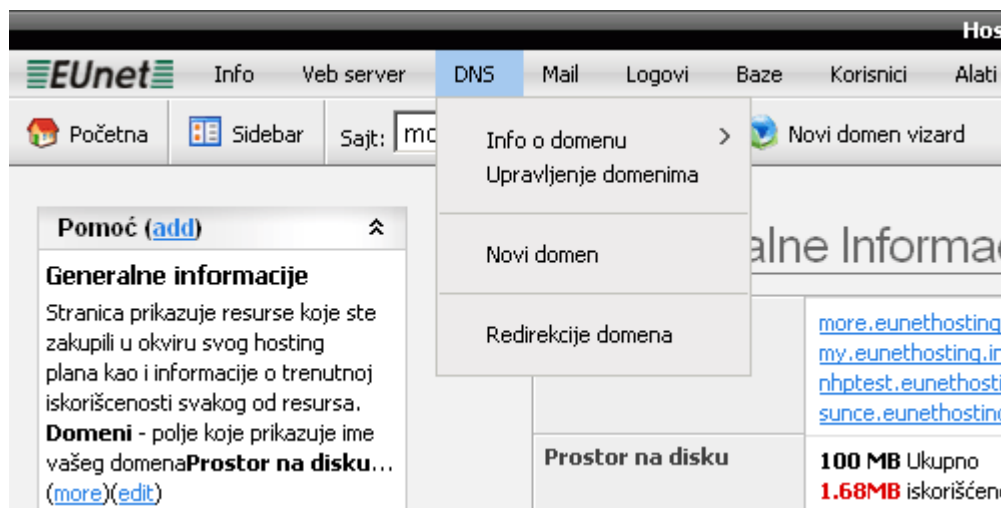 Hos
EUnet Info Veb server DNS Mail Logovi Baze Korisnici Alati
Početna Sidebar Sajt: mo Novi domen vizard
Info o domenu
Upravljenje domenima
Novi domen
Redirekcije domena
Pomoć (add)
Generalne informacije
Stranica prikazuje resurse koje ste
zakupili u okviru svog hosting
plana kao i informacije o trenutnoj
iskorišcenosti svakog od resursa.
Domeni - polje koje prikazuje ime
vašeg domenaProstor na disku...
(more)(edit)
alne Informac
more.eunethosting
my.eunethosting.in
nhptest.eunethosti
sunce.eunethosting
Prostor na disku
100 MB Ukupno
1.68MB iskorišćeno